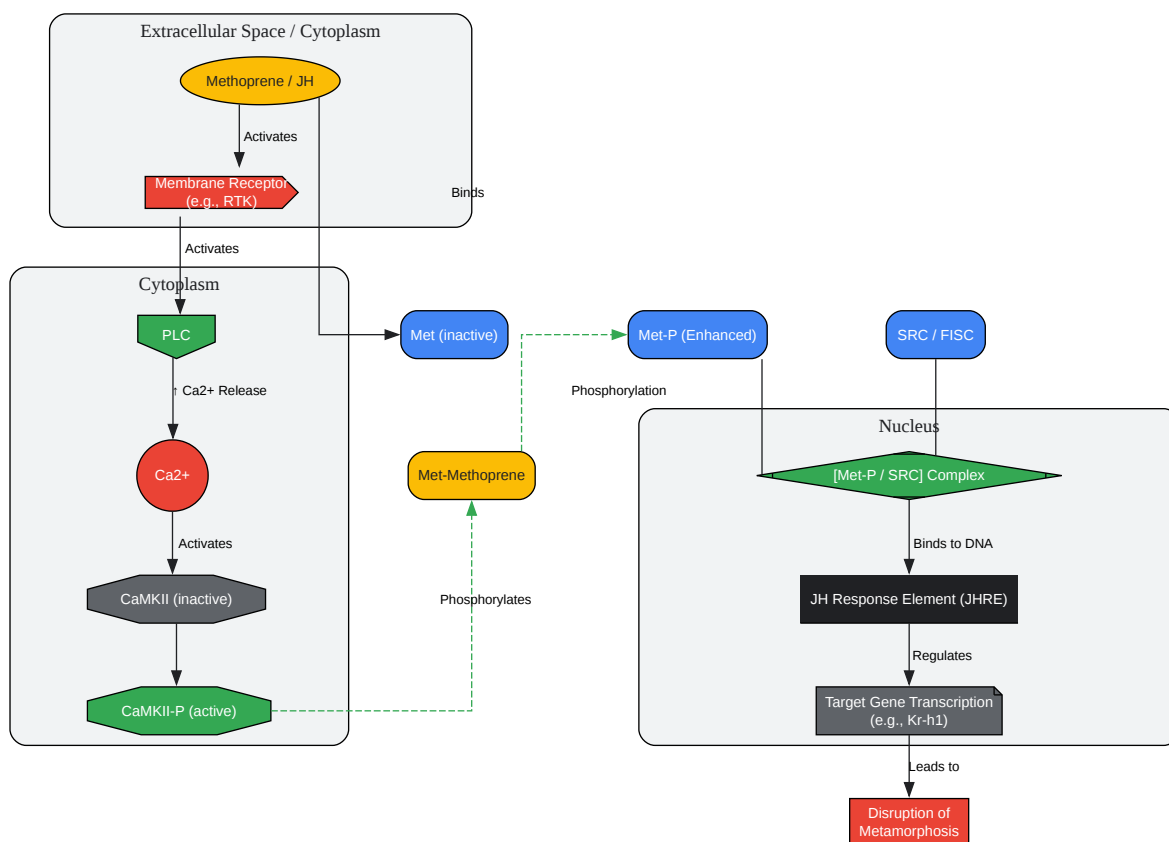 Extracellular Space / Cytoplasm
Methoprene / JH
Activates
Membrane Receptor
(e.g., RTK)
Binds
Activates
Cytoplasm
PLC
Met (inactive)
Met-P (Enhanced)
SRC / FISC
↑ Ca2+ Release
Phosphorylation
Nucleus
Ca2+
Met-Methoprene
[Met-P / SRC] Complex
Activates
Binds to DNA
CaMKII (inactive)
Phosphorylates
JH Response Element (JHRE)
Regulates
CaMKII-P (active)
Target Gene Transcription
(e.g., Kr-h1)
Leads to
Disruption of
Metamorphosis